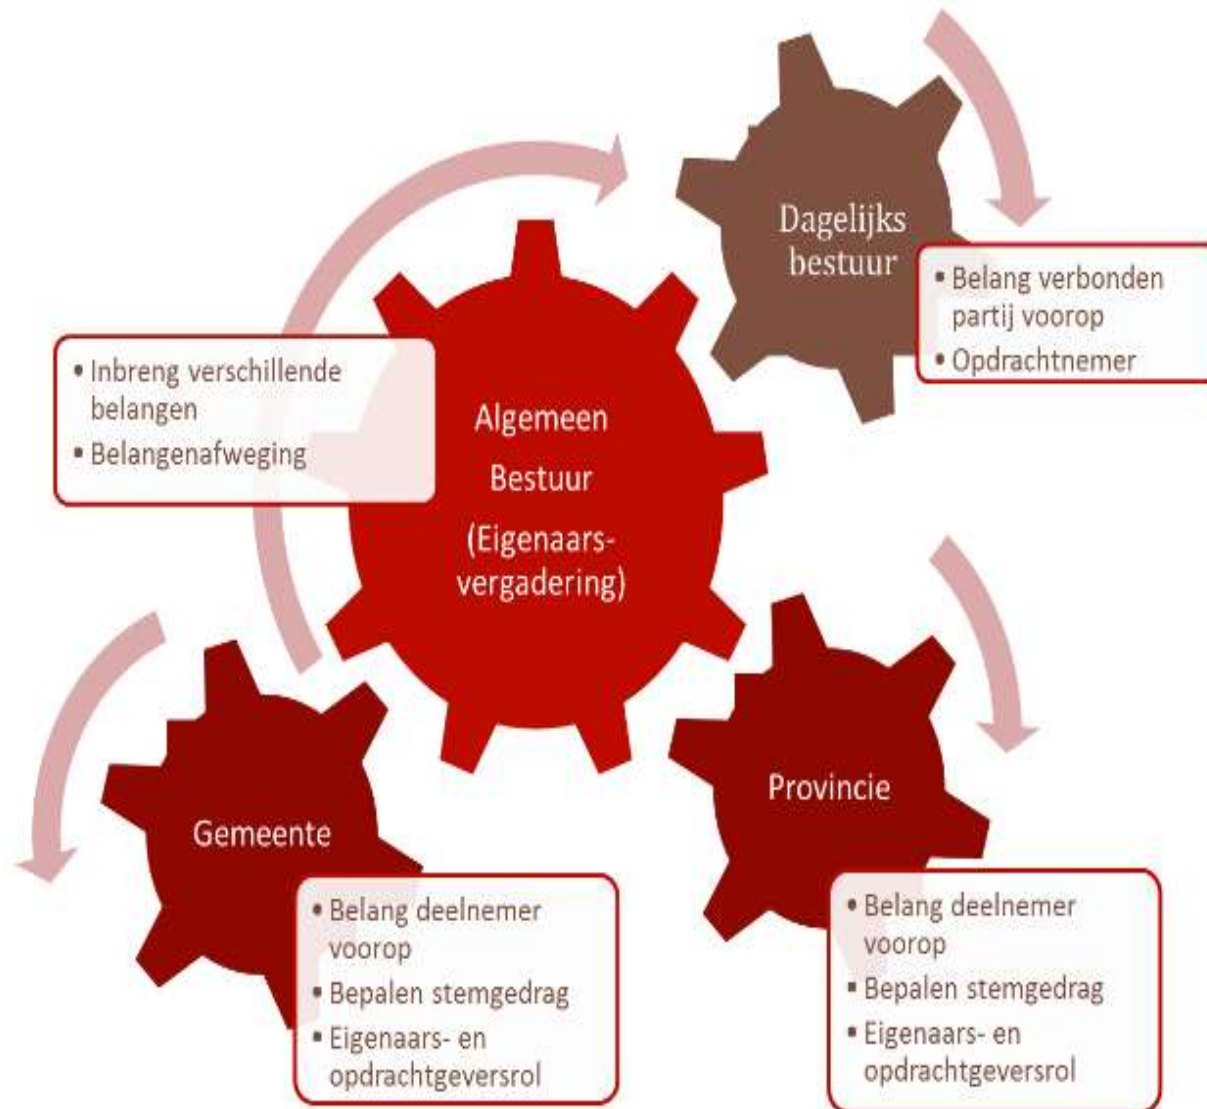 Dagelijks
bestuur
• Belang verbonden
partij voorop
• Opdrachtnemer
• Inbreng verschillende
belangen
• Belangenafweging
Algemeen
Bestuur
(Eigenaars-
vergadering)
Gemeente
• Belang deelnemer
voorop
• Bepalen stemgedrag
• Eigenaars- en
opdrachtgeversrol
Provincie
• Belang deelnemer
voorop
• Bepalen stemgedrag
• Eigenaars- en
opdrachtgeversrol